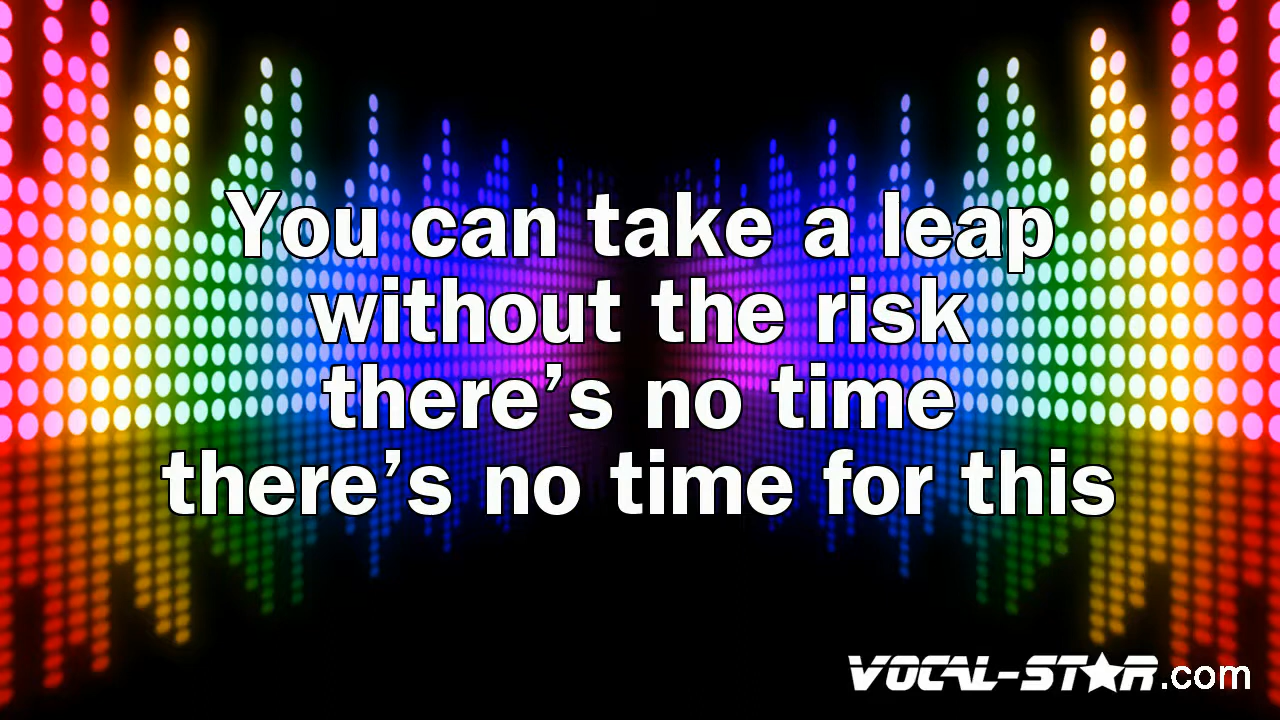 You can take a leap
without the risk
there’s no time
there’s no time for this
VOCAL-STAR.com